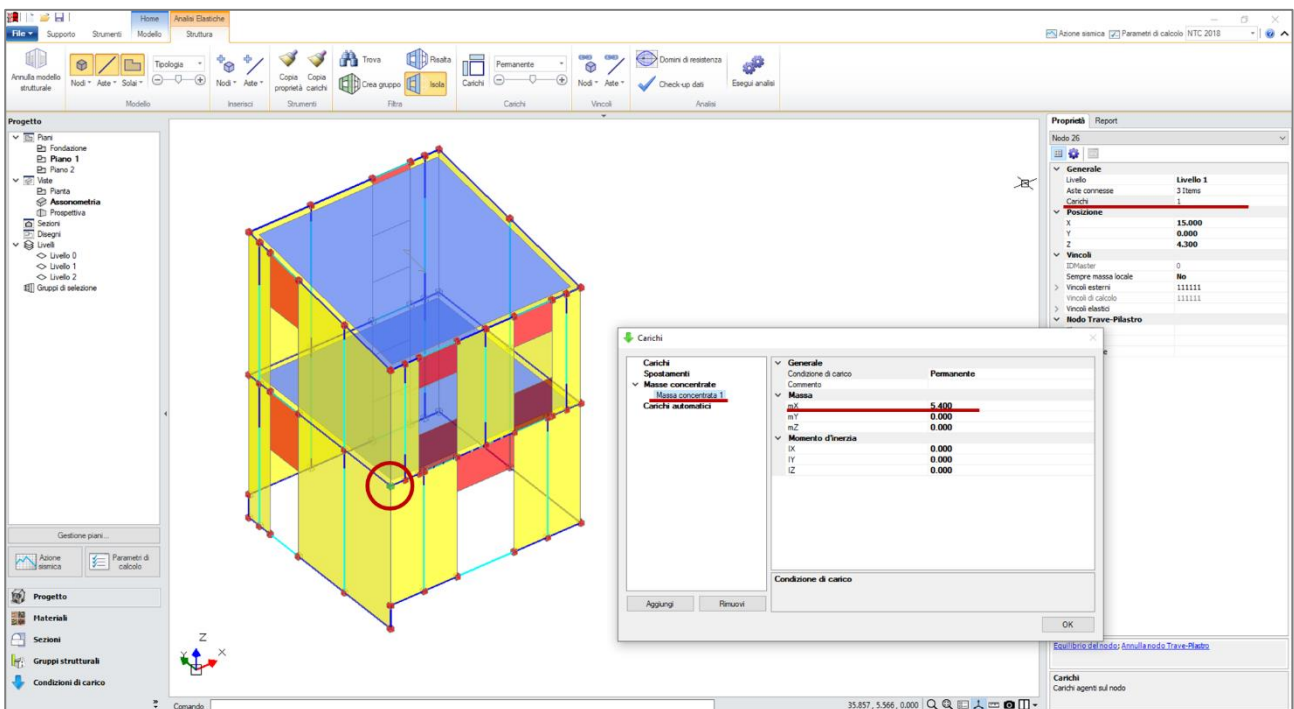 Home Analisi Elastiche
File Supporto Strumenti Modello Struttura
Azione sismica Parametri di calcolo NTC 2018
Annulla modello strutturale
Nodi Aste Solai
Tipologia
Modello
Nodi Aste
Inserisci
Copia proprietà
Copia carichi
Strumenti
Trova
Crea gruppo
Risalta
Isola
Filtra
Carichi
Permanente
Carichi
Nodi Aste
Vincoli
Domini di resistenza
Check-up dati
Esegui analisi
Analisi
Progetto
Piani
Fondazione
Piano 1
Piano 2
Viste
Pianta
Assonometria
Prospettiva
Sezioni
Disegni
Livelli
Livello 0
Livello 1
Livello 2
Gruppi di selezione
Gestione piani...
Azione sismica
Parametri di calcolo
Progetto
Materiali
Sezioni
Gruppi strutturali
Condizioni di carico
Z
Y
X
Comando
35.857 , 5.566 , 0.000
Carichi
Carichi
Spostamenti
Masse concentrate
Massa concentrata 1
Carichi automatici
Aggiungi Rimuovi
Generale
Condizione di carico Permanente
Commento
Massa
mX 5.400
mY 0.000
mZ 0.000
Momento d'inerzia
IX 0.000
IY 0.000
IZ 0.000
Condizione di carico
OK
Proprietà Report
Nodo 26
Generale
Livello Livello 1
Aste connesse 3 Items
Carichi 1
Posizione
X 15.000
Y 0.000
Z 4.300
Vincoli
IDMaster 0
Sempre massa locale No
Vincoli esterni 111111
Vincoli di calcolo 111111
Vincoli elastici
Nodo Trave-Pilastro
Equilibrio del nodo; Annulla nodo Trave-Pilastro
Carichi
Carichi agenti sul nodo